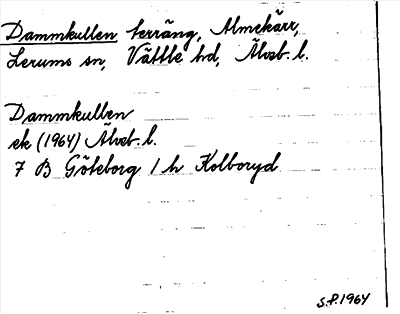 Dammkullen terräng, Almekärr,
Lerums sn, Vättle hd, Älvsb. l.
Dammkullen
ek (1964) Älvsb. l.
7 B Göteborg 1 h Kolboryd
S.F. 1964